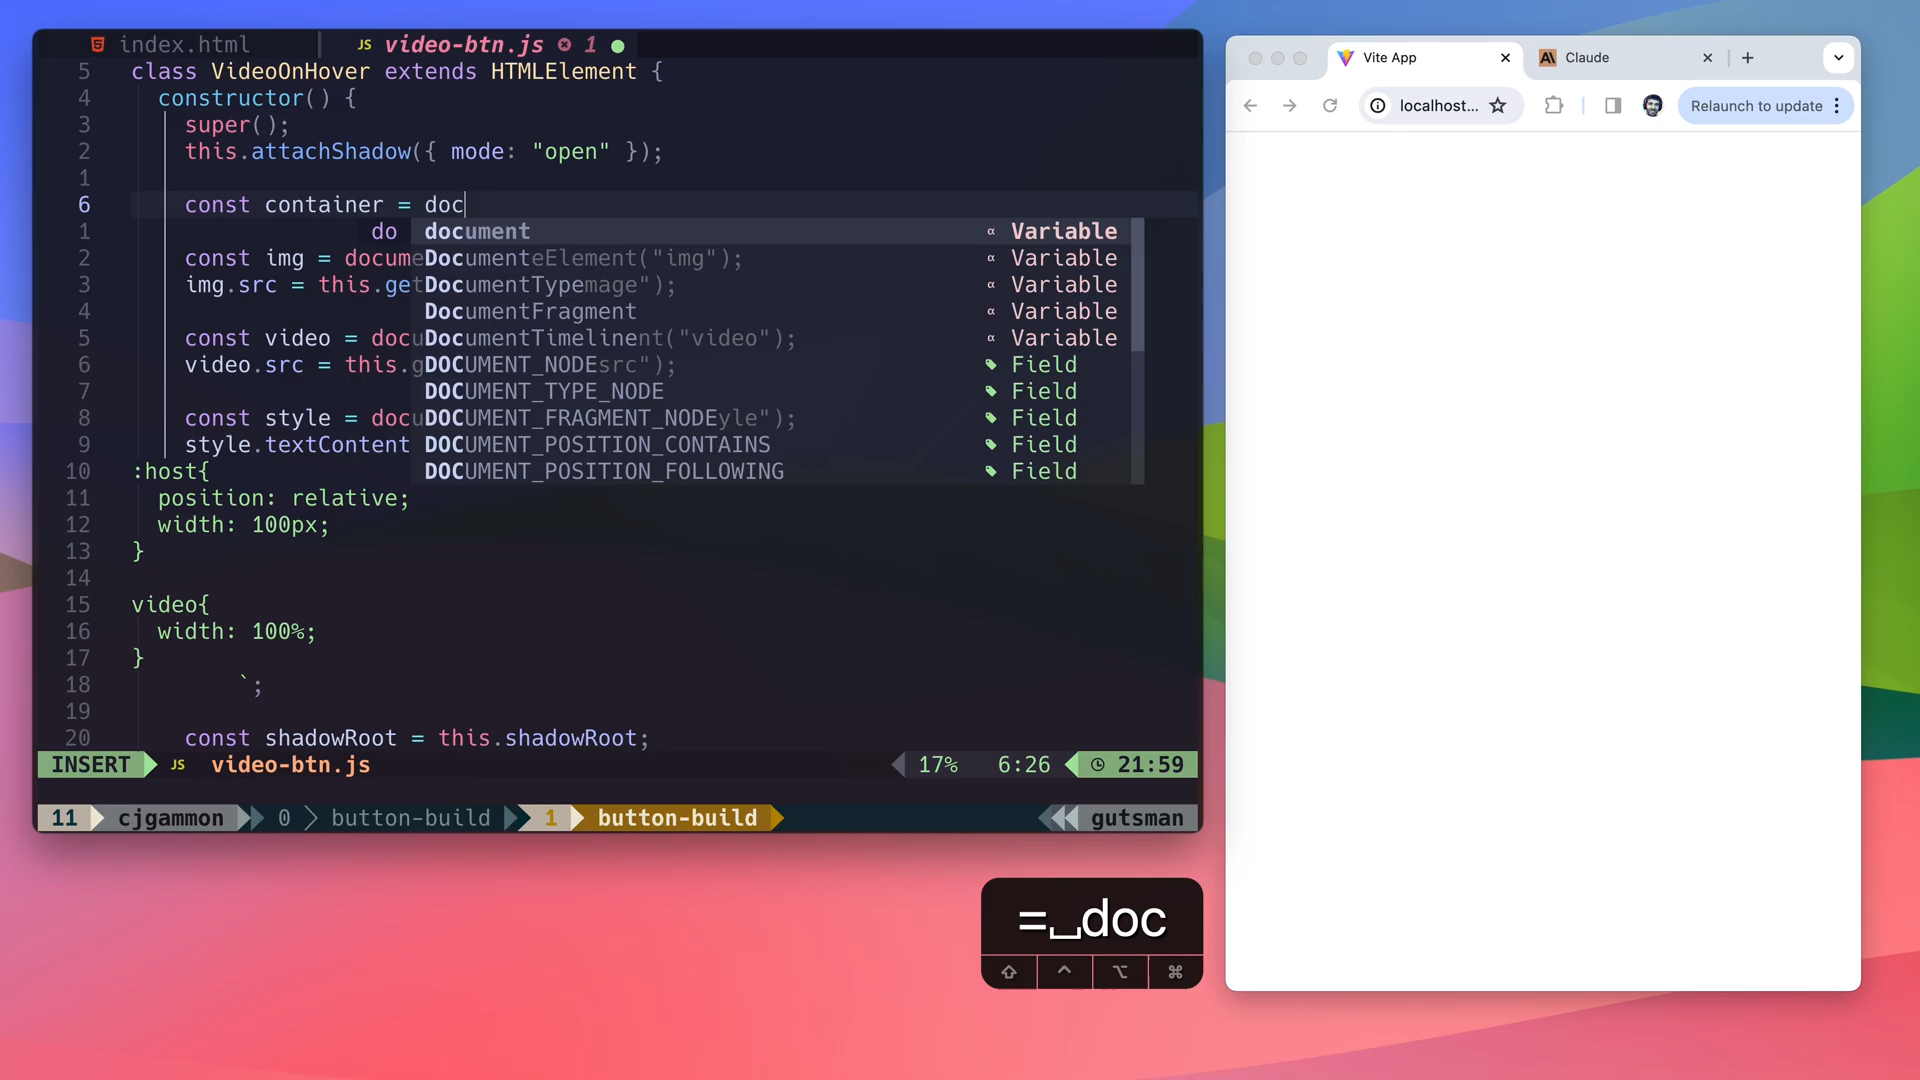 index.html
JS video-btn.js 1
5 class VideoOnHover extends HTMLElement {
4 constructor() {
3 super();
2 this.attachShadow({ mode: "open" });
1
6 const container = doc
1 do document Variable
2 const img = documeDocumenteElement("img"); Variable
3 img.src = this.getDocumentTypemage"); Variable
4 DocumentFragment Variable
5 const video = docuDocumentTimelinent("video"); Variable
6 video.src = this.gDOCUMENT_NODEsrc"); Field
7 DOCUMENT_TYPE_NODE Field
8 const style = docuDOCUMENT_FRAGMENT_NODEyle"); Field
9 style.textContent DOCUMENT_POSITION_CONTAINS Field
10 :host{ DOCUMENT_POSITION_FOLLOWING Field
11 position: relative;
12 width: 100px;
13 }
14
15 video{
16 width: 100%;
17 }
18 `;
19
20 const shadowRoot = this.shadowRoot;
INSERT JS video-btn.js 17% 6:26 21:59
11 cjgammon 0 button-build 1 button-build gutsman
=␣doc
⇧ ^ ⌥ ⌘
Vite App
Claude
localhost...
Relaunch to update